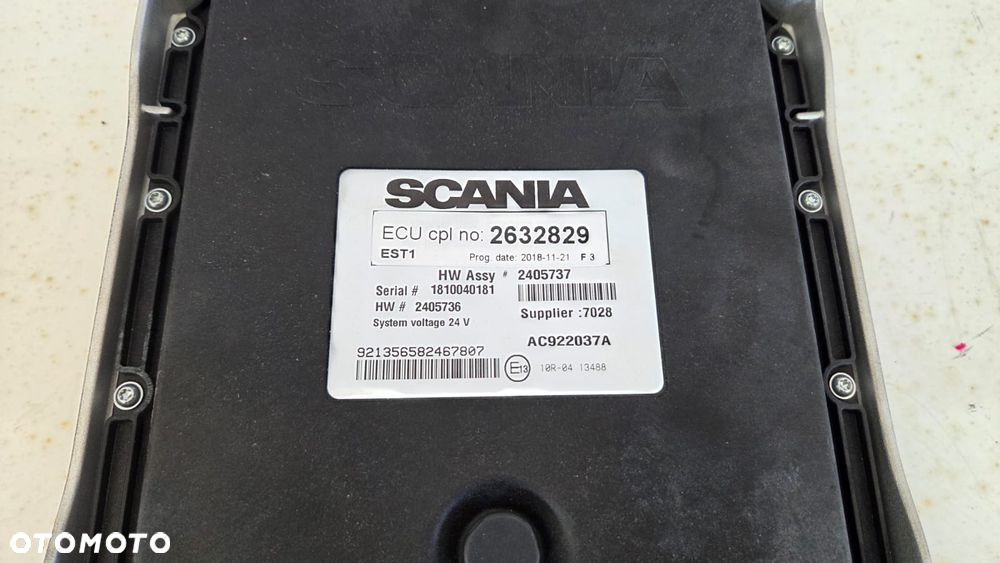 SCANIA
SCANIA
ECU cpl no: 2632829
EST1 Prog. date: 2018-11-21 F 3
HW Assy # 2405737
Serial # 1810040181
HW # 2405736
Supplier :7028
System voltage 24 V
AC922037A
921356582467807
E13 10R-04 13488
OTOMOTO